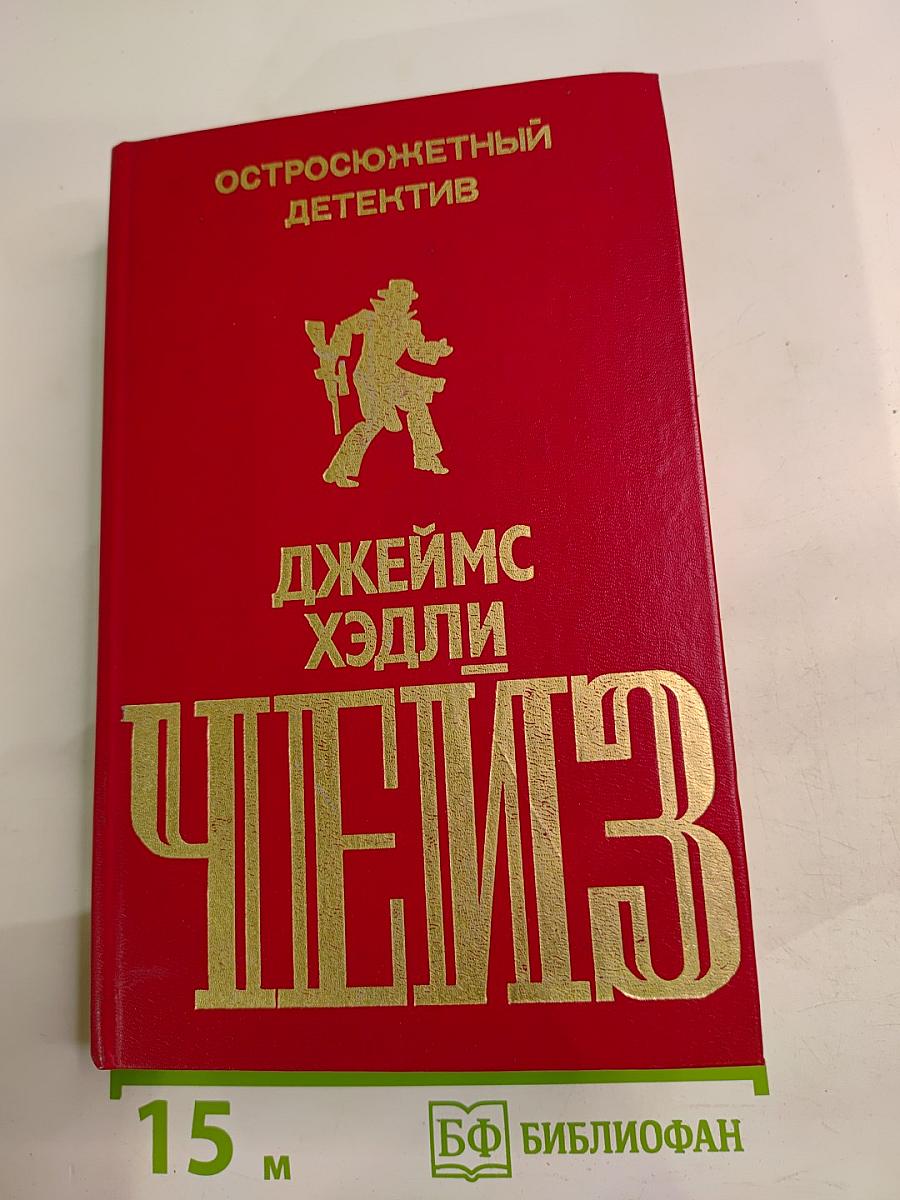 ОСТРОСЮЖЕТНЫЙ
ДЕТЕКТИВ
ДЖЕЙМС
ХЭДЛИ
ЧЕЙЗ
15 м
БФ БИБЛИОФАН